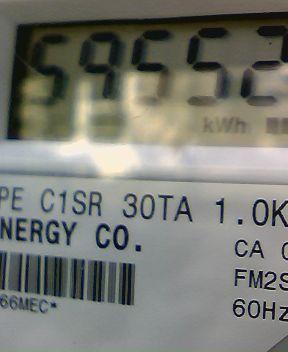 59552
kWh
PE C1SR 30TA 1.0K
NERGY CO.
CA
FM2S
66MEC*
60Hz